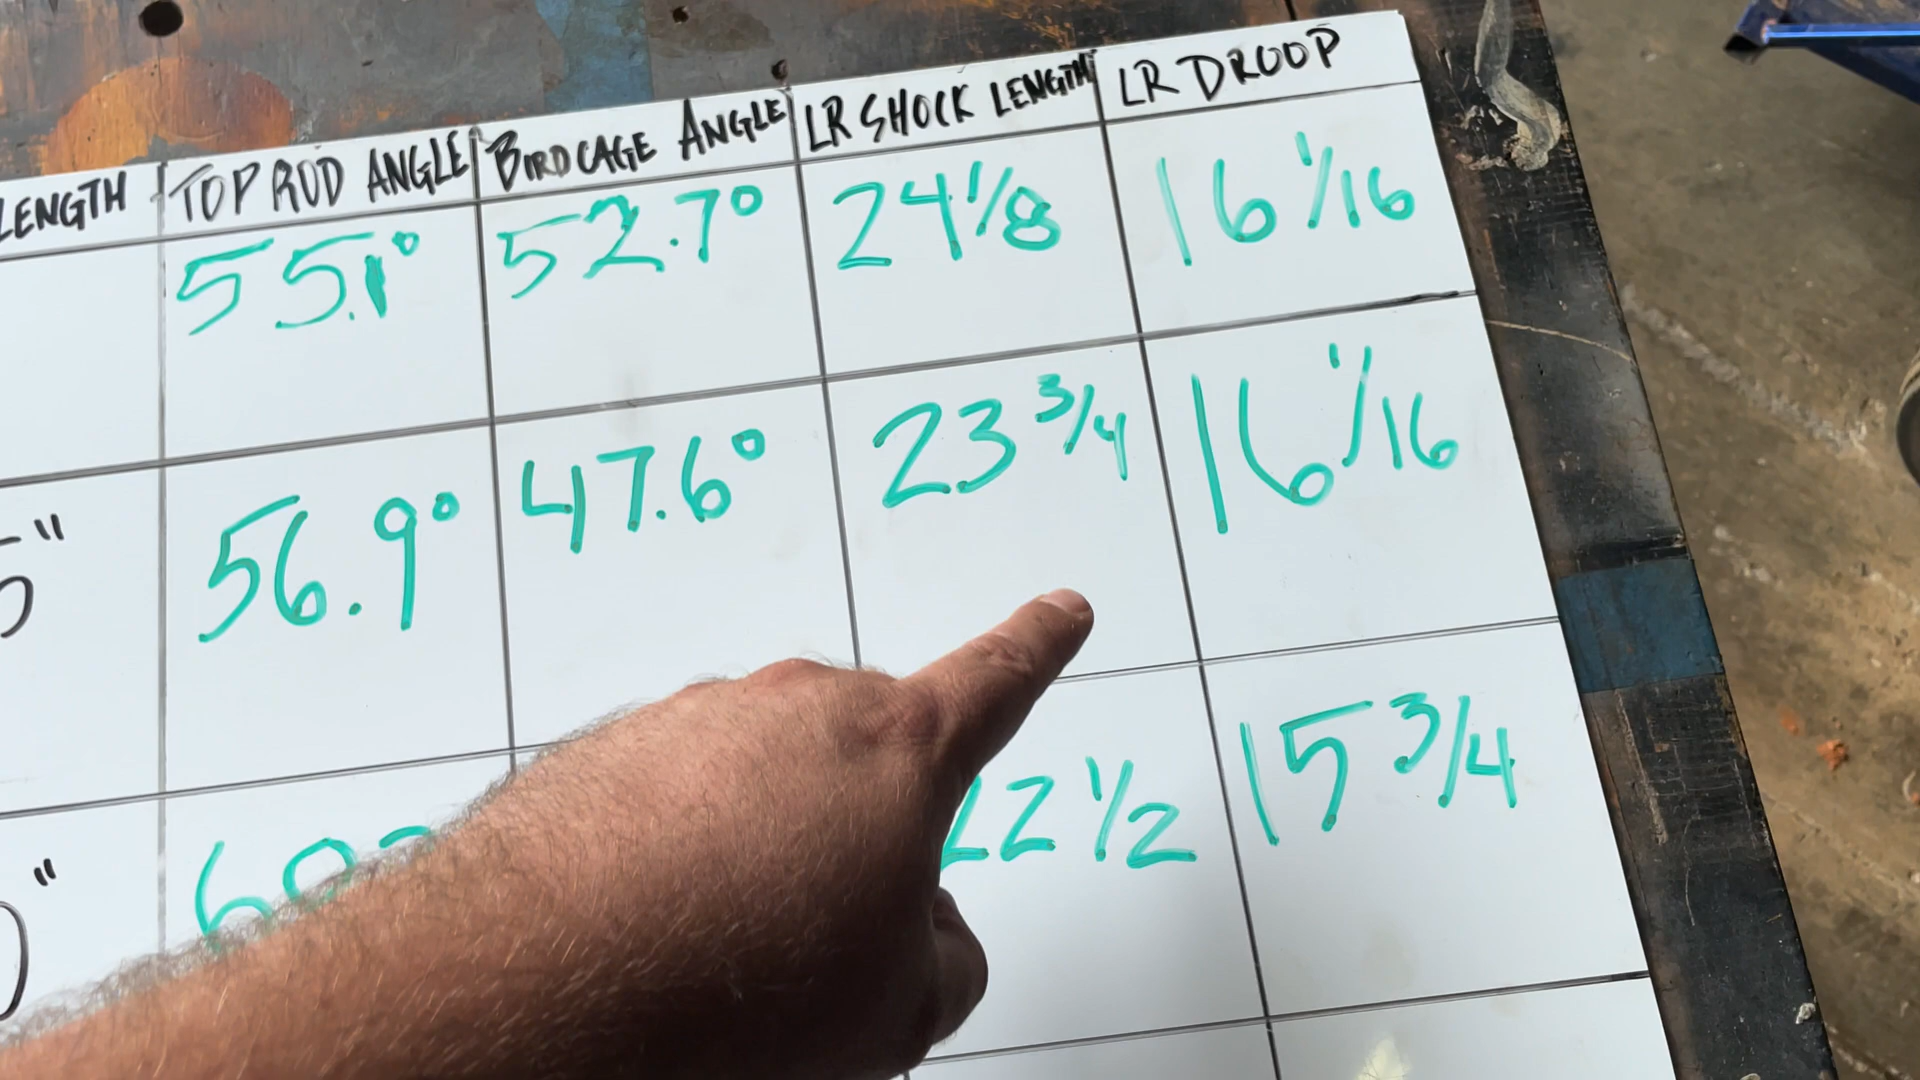 LENGTH TOP ROD ANGLE BIRDCAGE ANGLE LR SHOCK LENGTH LR DROOP
55.1° 52.7° 24 1/8 16 1/16
5" 56.9° 47.6° 23 3/4 16 1/16
0" 60 22 1/2 15 3/4